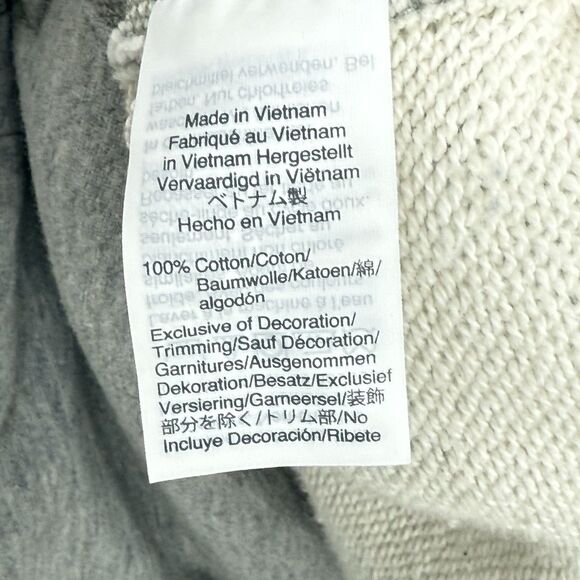 Made in Vietnam
Fabriqué au Vietnam
in Vietnam Hergestellt
Vervaardigd in Viëtnam
ベトナム製
Hecho en Vietnam
100% Cotton/Coton/
Baumwolle/Katoen/綿/
algodón
Exclusive of Decoration/
Trimming/Sauf Décoration/
Garnitures/Ausgenommen
Dekoration/Besatz/Exclusief
Versiering/Garneersel/装飾
部分を除く/トリム部/No
Incluye Decoración/Ribete